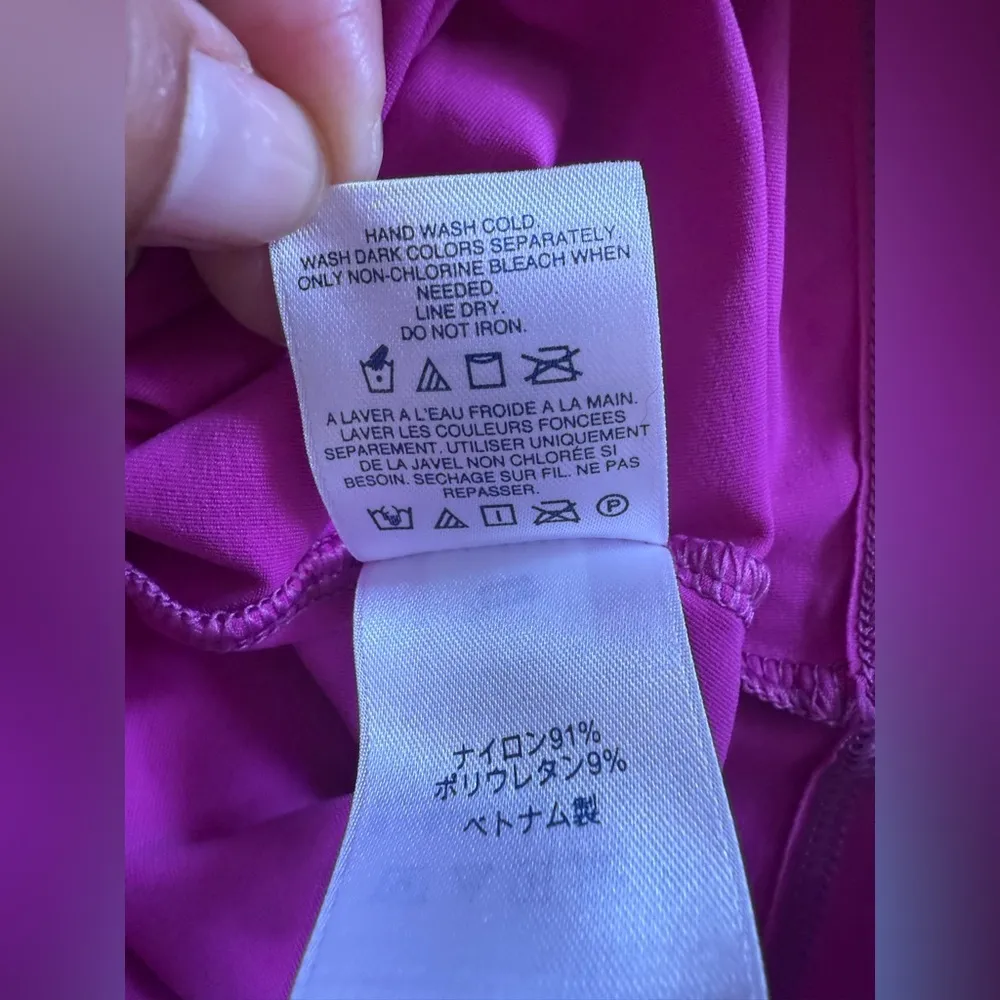 HAND WASH COLD
WASH DARK COLORS SEPARATELY
ONLY NON-CHLORINE BLEACH WHEN
NEEDED.
LINE DRY.
DO NOT IRON.
A LAVER A L'EAU FROIDE A LA MAIN.
LAVER LES COULEURS FONCEES
SEPAREMENT. UTILISER UNIQUEMENT
DE LA JAVEL NON CHLORÉE SI
BESOIN. SECHAGE SUR FIL. NE PAS
REPASSER.
P
ナイロン91%
ポリウレタン9%
ベトナム製